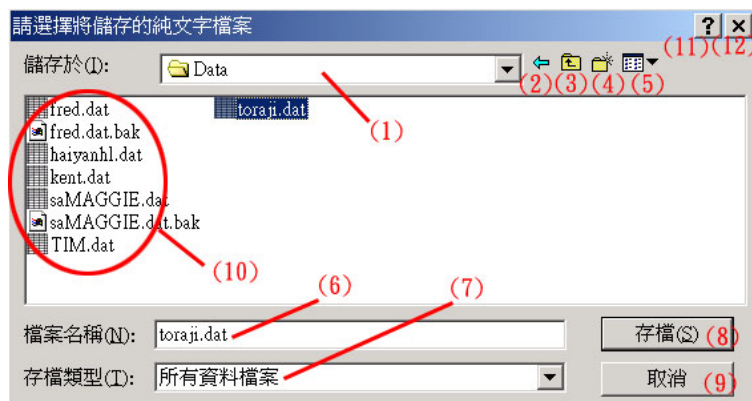 請選擇將儲存的純文字檔案
儲存於(I):
Data
(11)(12)
(2)(3)(4)(5)
(1)
fred.dat
toraji.dat
fred.dat.bak
haiyanhl.dat
kent.dat
saMAGGIE.dat
saMAGGIE.dat.bak
TIM.dat
(10)
(6)
(7)
檔案名稱(N):
toraji.dat
存檔(S)
(8)
存檔類型(T):
所有資料檔案
取消
(9)